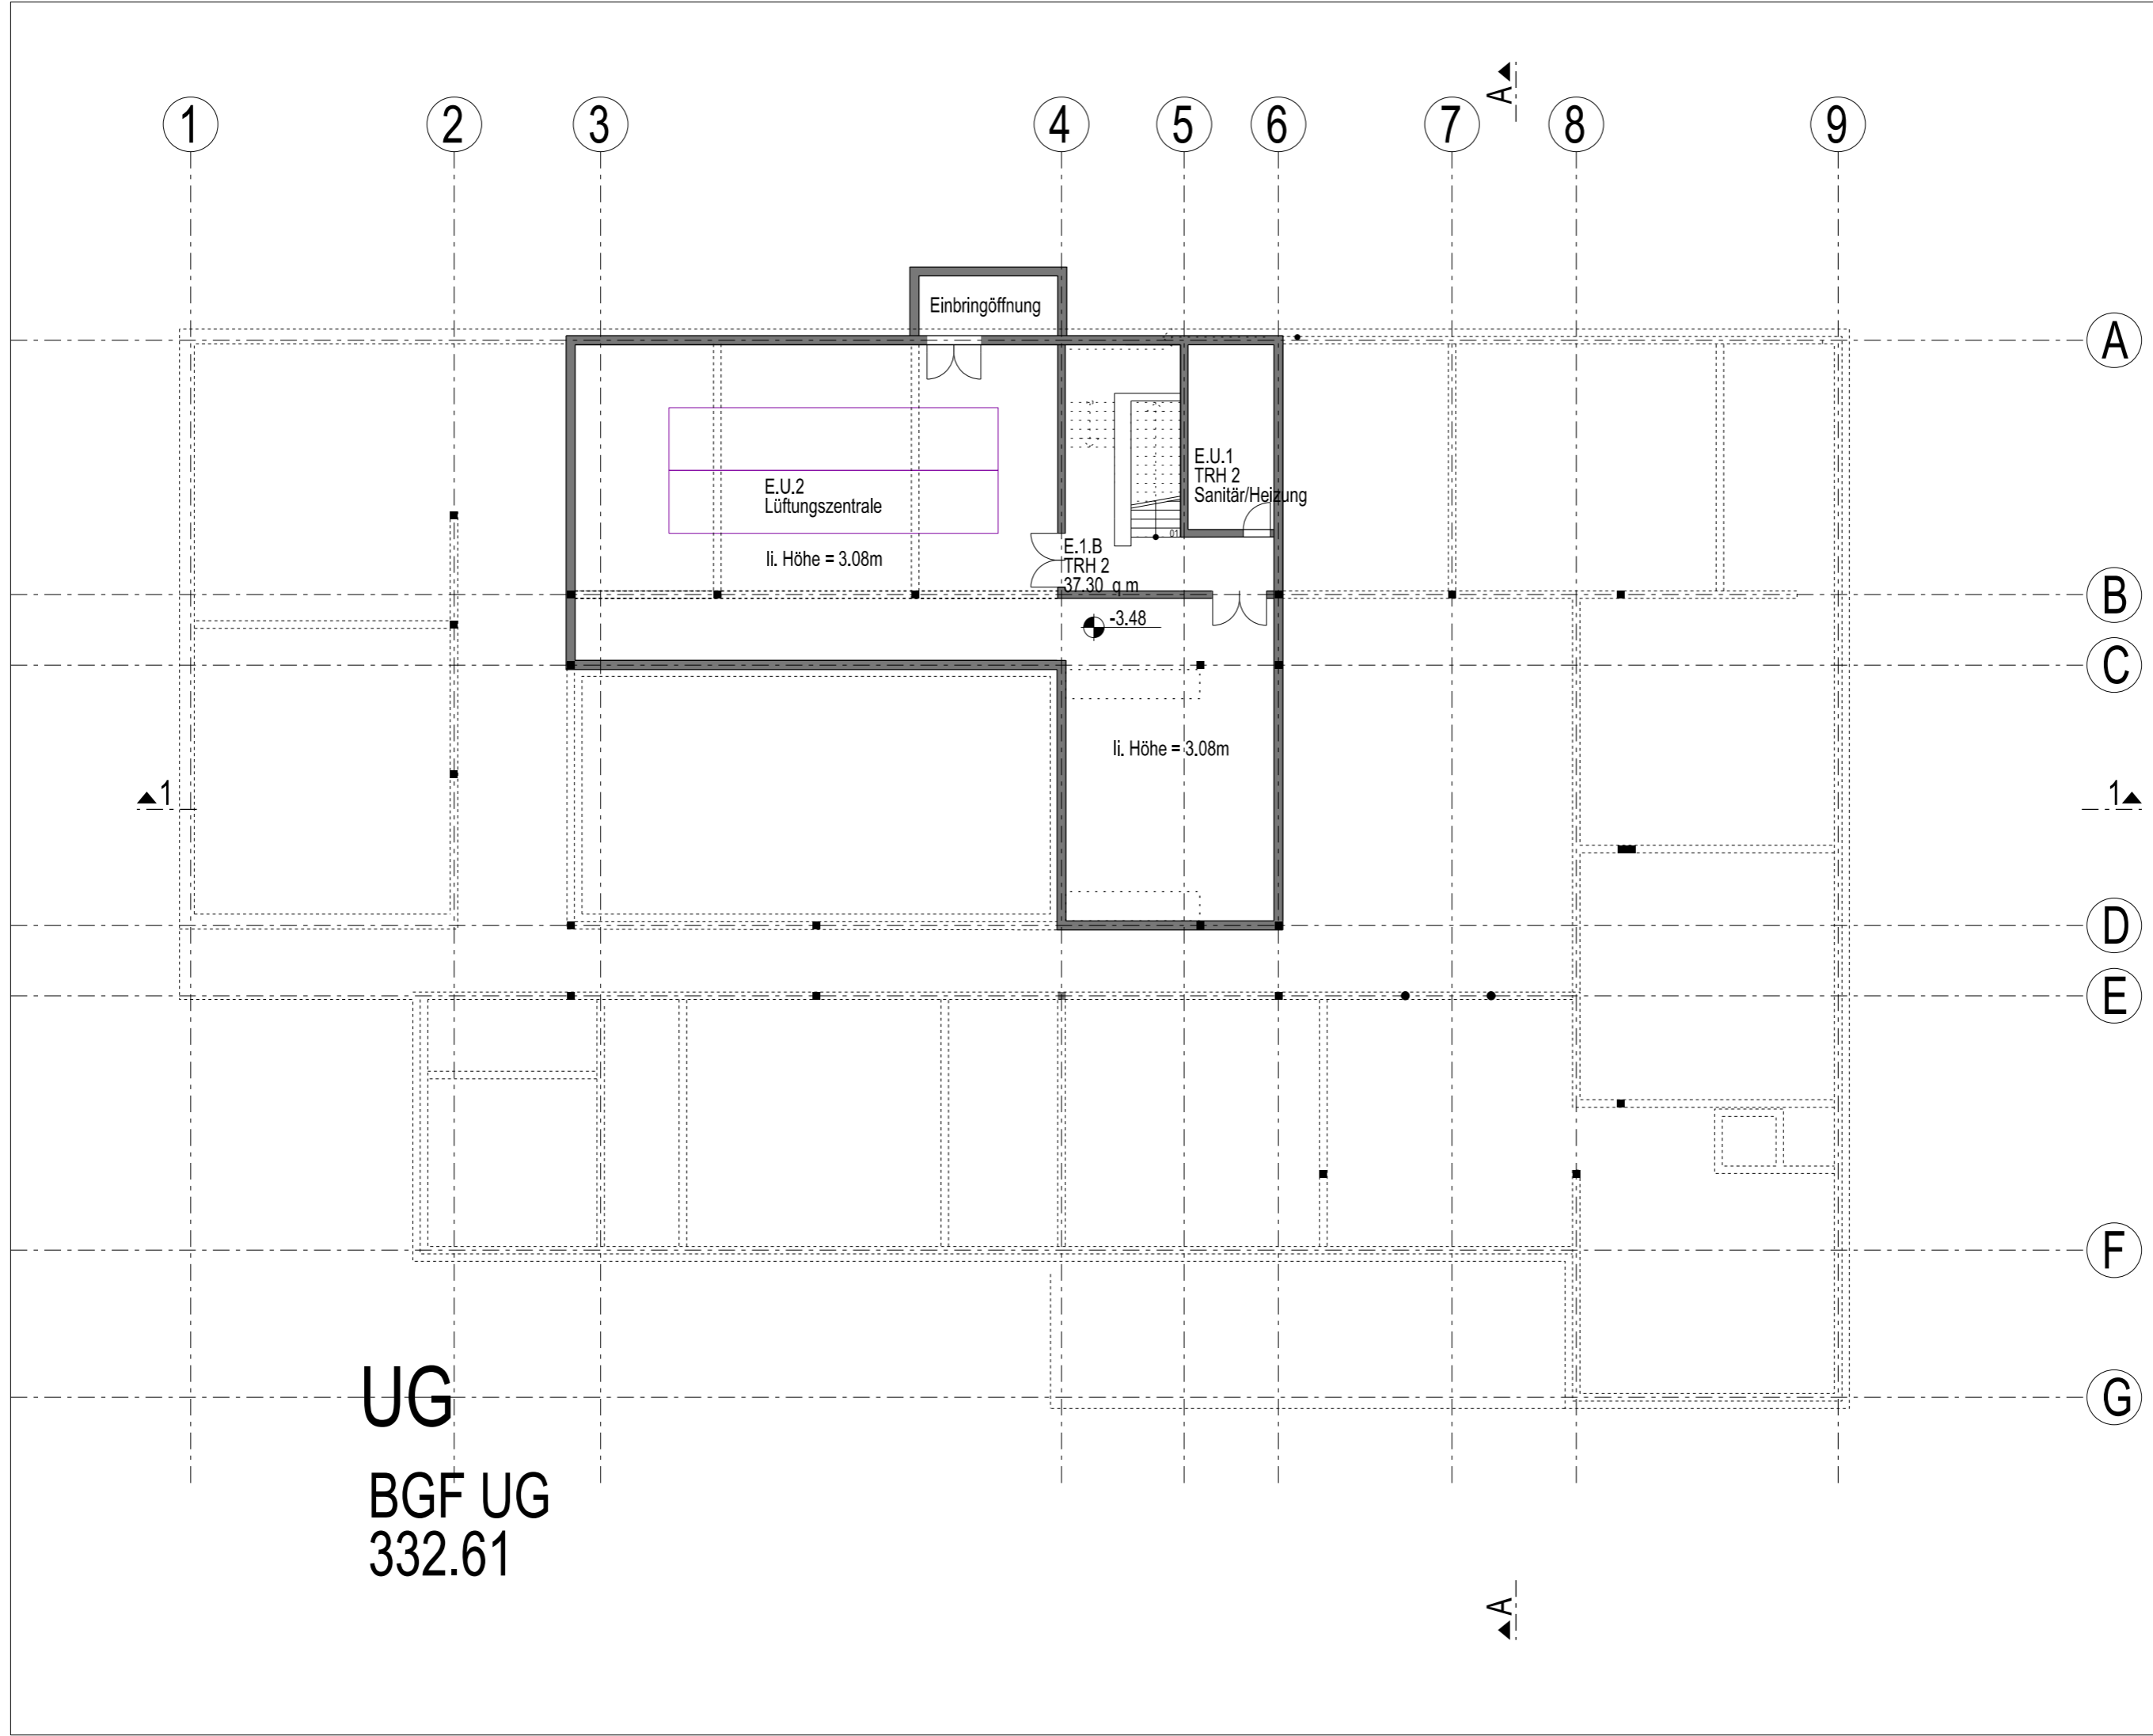 A
1
2
3
4
5
6
7
8
9
Einbringöffnung
A
E.U.1
TRH 2
Sanitär/Heizung
E.U.2
Lüftungszentrale
01
E.1.B
TRH 2
37.30 q m
li. Höhe = 3.08m
B
-3.48
C
li. Höhe = 3.08m
1
1
D
E
F
UG
G
BGF UG
332.61
A